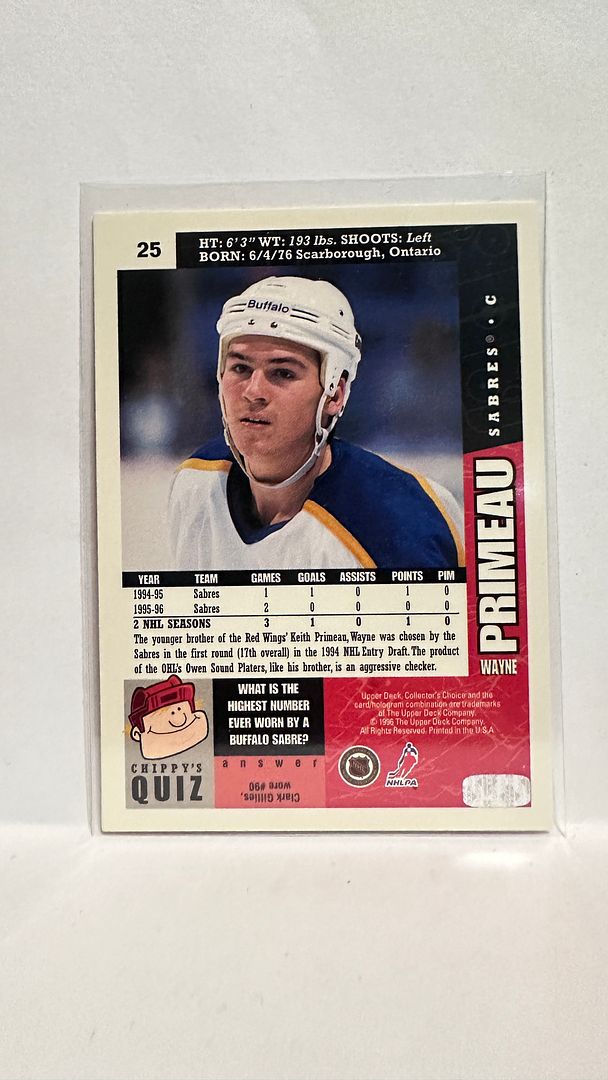 25
HT: 6'3" WT: 193 lbs. SHOOTS: Left
BORN: 6/4/76 Scarborough, Ontario
Buffalo
SABRES® • C
PRIMEAU
WAYNE
YEAR TEAM GAMES GOALS ASSISTS POINTS PIM
1994-95 Sabres 1 1 0 1 0
1995-96 Sabres 2 0 0 0 0
2 NHL SEASONS 3 1 0 1 0
The younger brother of the Red Wings' Keith Primeau, Wayne was chosen by the
Sabres in the first round (17th overall) in the 1994 NHL Entry Draft. The product
of the OHL's Owen Sound Platers, like his brother, is an aggressive checker.
CHIPPY'S
QUIZ
WHAT IS THE
HIGHEST NUMBER
EVER WORN BY A
BUFFALO SABRE?
answer
Clark Gillies,
wore #90
Upper Deck, Collector's Choice and the
card/hologram combination are trademarks
of The Upper Deck Company.
© 1996 The Upper Deck Company.
All Rights Reserved. Printed in the U.S.A
NHLPA